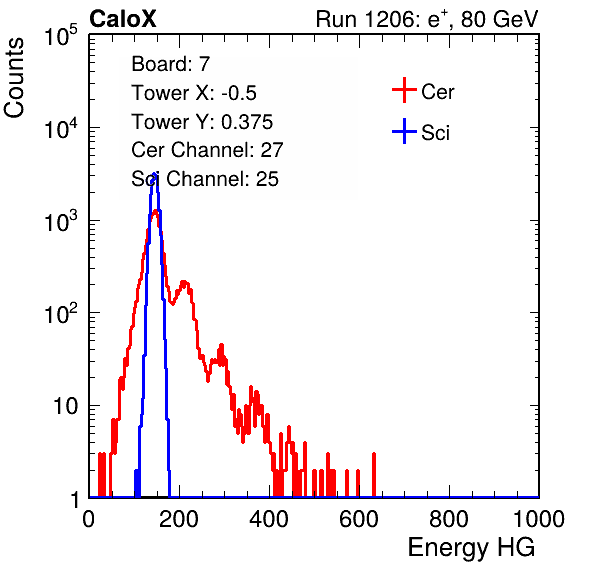 CaloX Run 1206: e⁺, 80 GeV
Counts
10⁵
10⁴
10³
10²
10
1
Board: 7
Tower X: -0.5
Tower Y: 0.375
Cer Channel: 27
Sci Channel: 25
Cer
Sci
0 200 400 600 800 1000
Energy HG